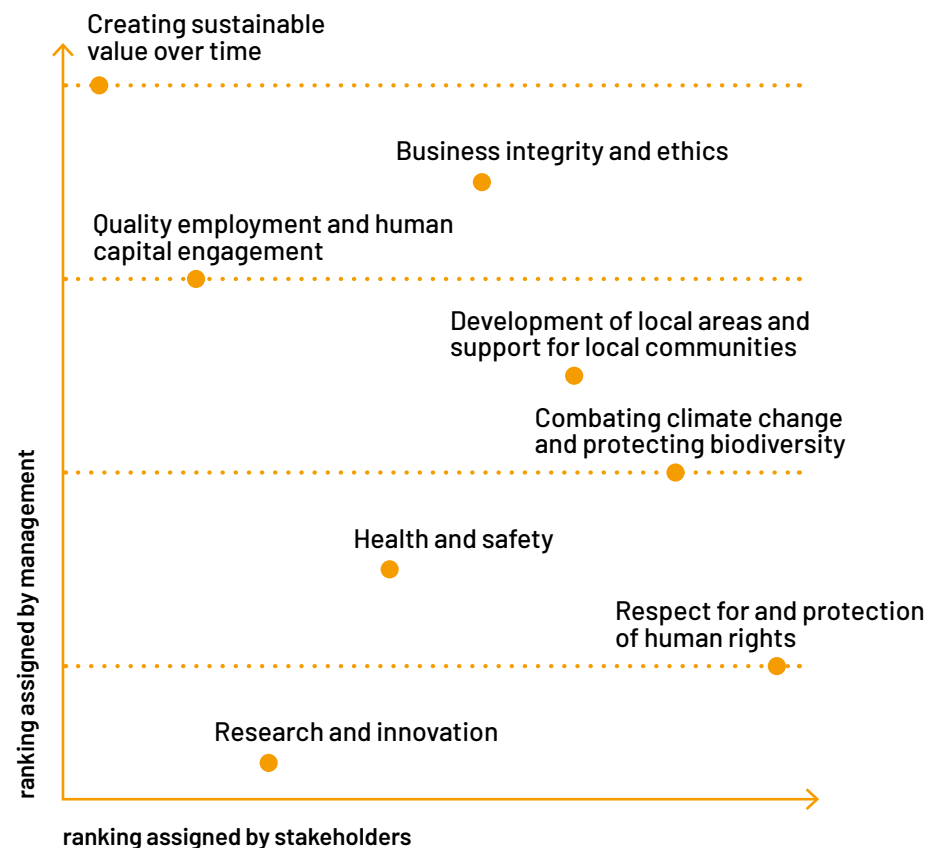 Creating sustainable
value over time
Business integrity and ethics
Quality employment and human
capital engagement
Development of local areas and
support for local communities
Combating climate change
and protecting biodiversity
Health and safety
Respect for and protection
of human rights
Research and innovation
ranking assigned by management
ranking assigned by stakeholders